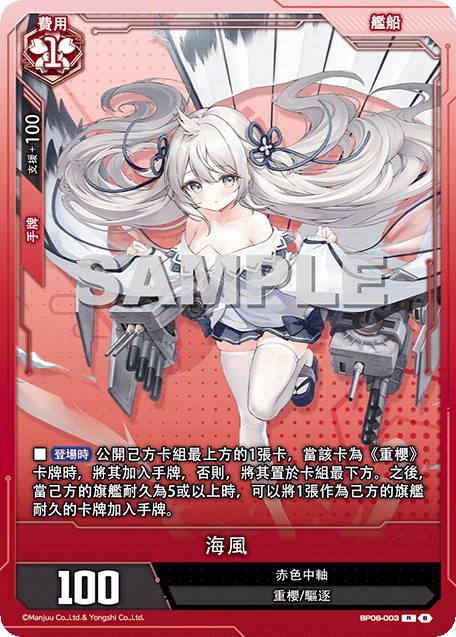 費用
艦船
1
支援+100
手牌
SAMPLE
■ 登場時 公開己方卡組最上方的1張卡，當該卡為《重櫻》
卡牌時，將其加入手牌，否則，將其置於卡組最下方。之後，
當己方的旗艦耐久為5或以上時，可以將1張作為己方的旗艦
耐久的卡牌加入手牌。
海風
100
赤色中軸
重櫻/驅逐
©Manjuu Co.,Ltd.& Yongshi Co.,Ltd.
BP06-003 R B